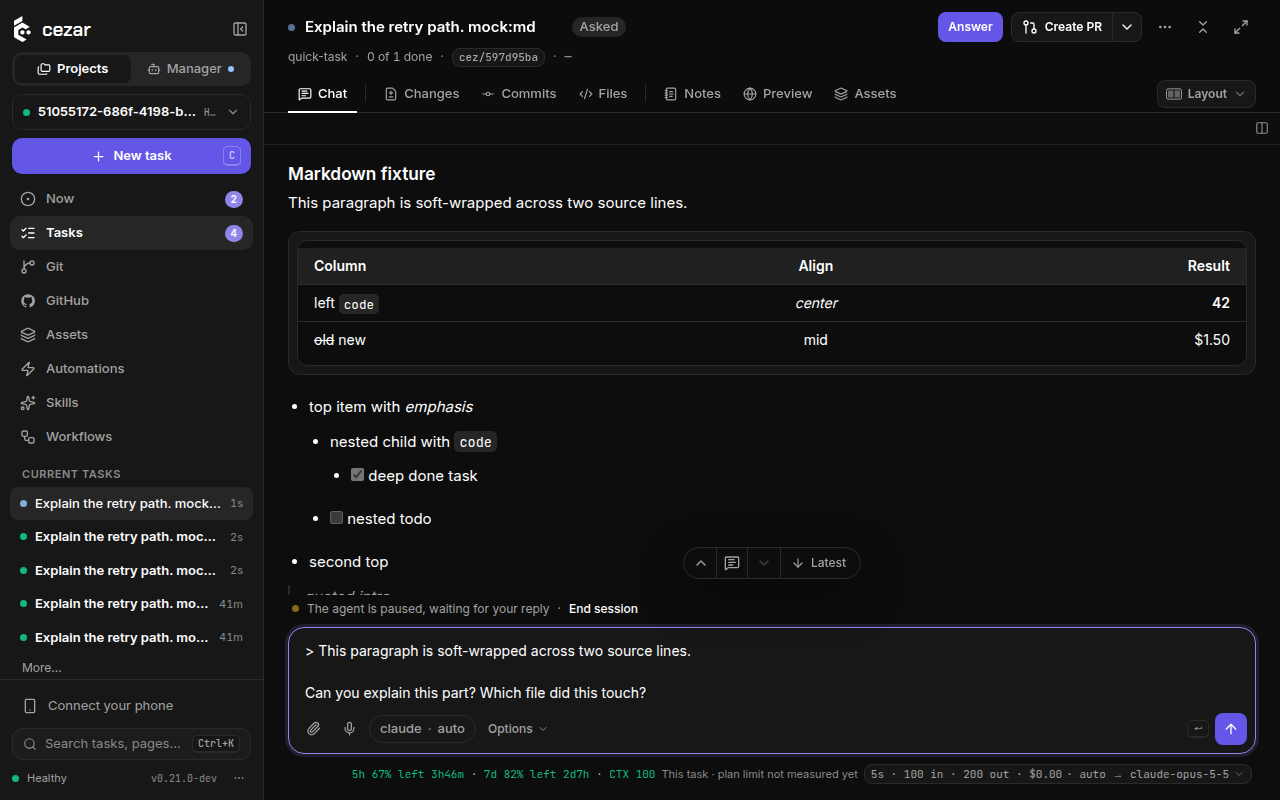 cezar
Projects
Manager
51055172-686f-4198-b... H...
New task C
Now 2
Tasks 4
Git
GitHub
Assets
Automations
Skills
Workflows
CURRENT TASKS
Explain the retry path. mock... 1s
Explain the retry path. moc... 2s
Explain the retry path. moc... 2s
Explain the retry path. mo... 41m
Explain the retry path. mo... 41m
More...
Connect your phone
Search tasks, pages... Ctrl+K
Healthy v0.21.0-dev ...
Explain the retry path. mock:md Asked
Answer
Create PR
quick-task · 0 of 1 done · cez/597d95ba · –
Chat
Changes
Commits
Files
Notes
Preview
Assets
Layout
Markdown fixture
This paragraph is soft-wrapped across two source lines.
Column Align Result
left code center 42
old new mid $1.50
top item with emphasis
nested child with code
deep done task
nested todo
second top
quoted intro
Latest
The agent is paused, waiting for your reply · End session
> This paragraph is soft-wrapped across two source lines.
Can you explain this part? Which file did this touch?
claude · auto
Options
5h 67% left 3h46m · 7d 82% left 2d7h · CTX 100 This task · plan limit not measured yet 5s · 100 in · 200 out · $0.00 · auto → claude-opus-5-5